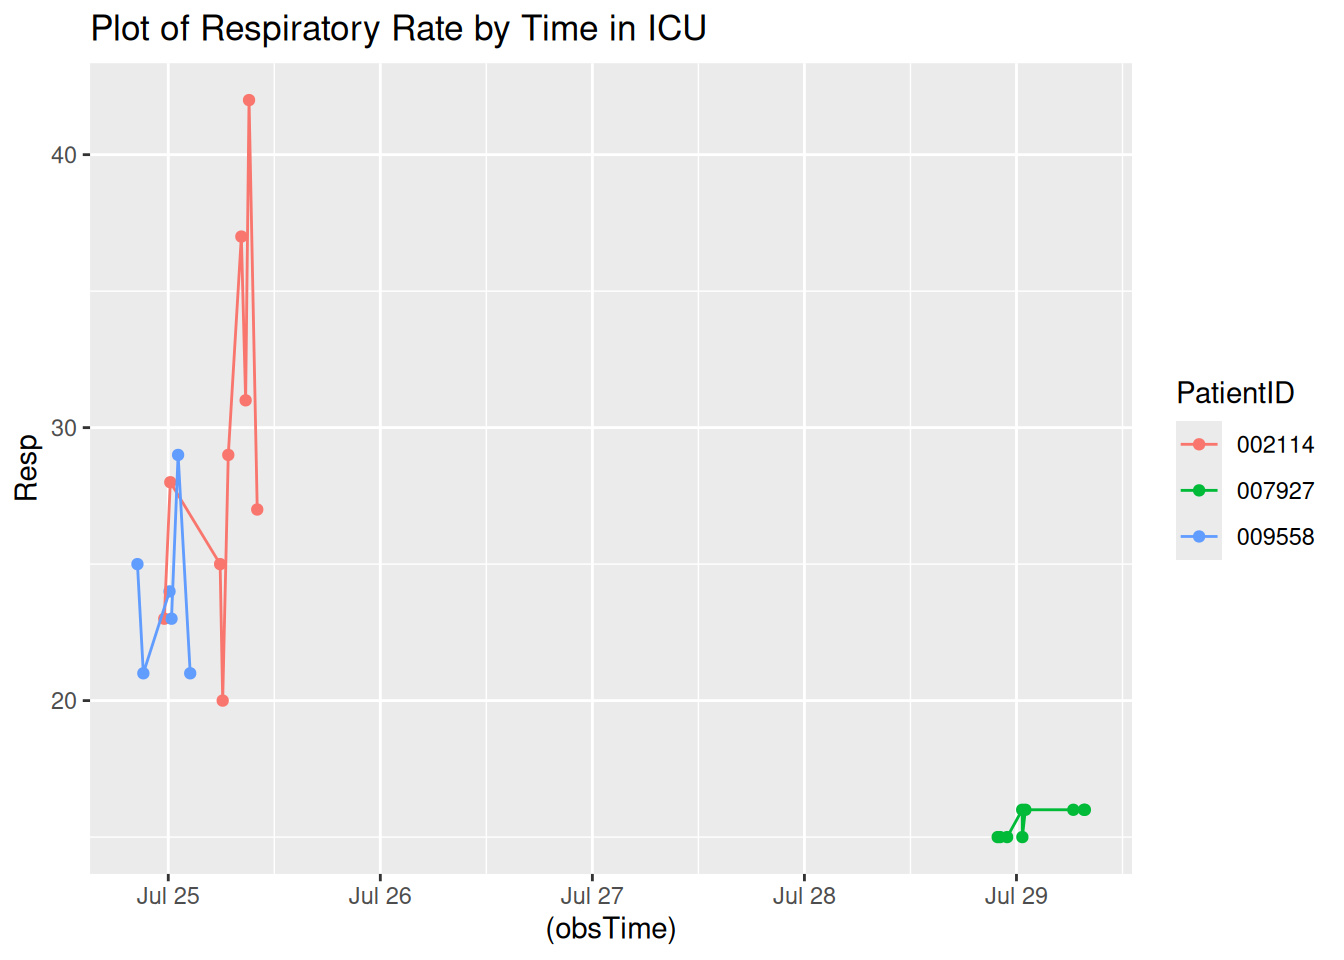 Plot of Respiratory Rate by Time in ICU
40
30
20
Resp
Jul 25
Jul 26
Jul 27
Jul 28
Jul 29
(obsTime)
PatientID
002114
007927
009558